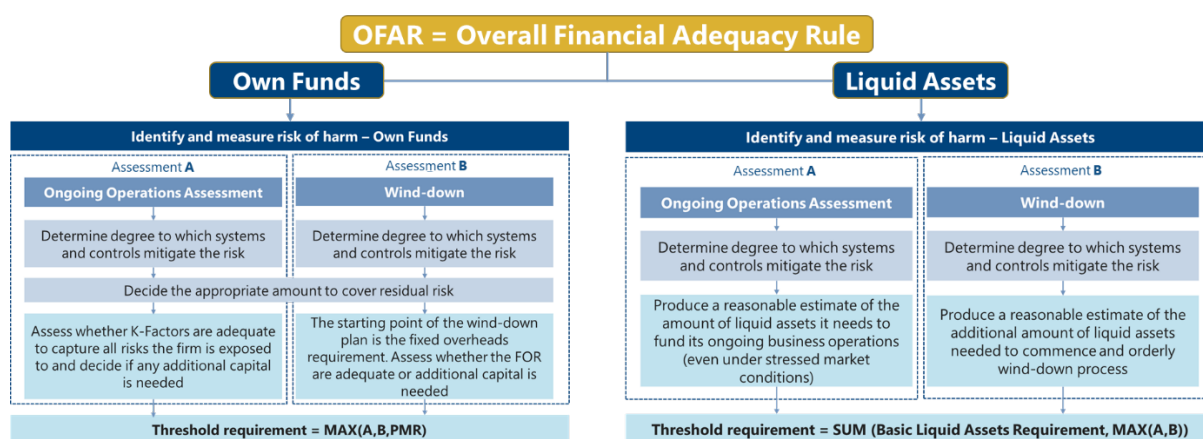 OFAR = Overall Financial Adequacy Rule
Own Funds
Identify and measure risk of harm – Own Funds
Assessment A
Ongoing Operations Assessment
Determine degree to which systems
and controls mitigate the risk
Assessment B
Wind-down
Determine degree to which systems
and controls mitigate the risk
Decide the appropriate amount to cover residual risk
Assess whether K-Factors are adequate
to capture all risks the firm is exposed
to and decide if any additional capital
is needed
The starting point of the wind-down
plan is the fixed overheads
requirement. Assess whether the FOR
are adequate or additional capital is
needed
Threshold requirement = MAX(A,B,PMR)
Liquid Assets
Identify and measure risk of harm – Liquid Assets
Assessment A
Ongoing Operations Assessment
Determine degree to which systems
and controls mitigate the risk
Produce a reasonable estimate of the
amount of liquid assets it needs to
fund its ongoing business operations
(even under stressed market
conditions)
Assessment B
Wind-down
Determine degree to which systems
and controls mitigate the risk
Produce a reasonable estimate of the
additional amount of liquid assets
needed to commence and orderly
wind-down process
Threshold requirement = SUM (Basic Liquid Assets Requirement, MAX(A,B))